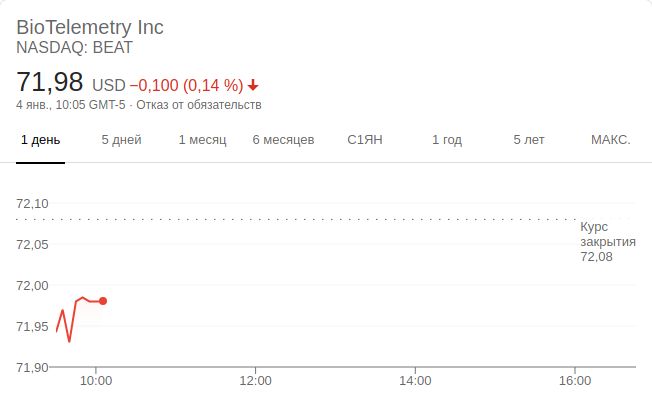 BioTelemetry Inc
NASDAQ: BEAT
71,98 USD −0,100 (0,14 %)
4 янв., 10:05 GMT-5 · Отказ от обязательств
1 день 5 дней 1 месяц 6 месяцев С1ЯН 1 год 5 лет МАКС.
72,10
Курс
закрытия
72,08
72,05
72,00
71,95
71,90
10:00 12:00 14:00 16:00